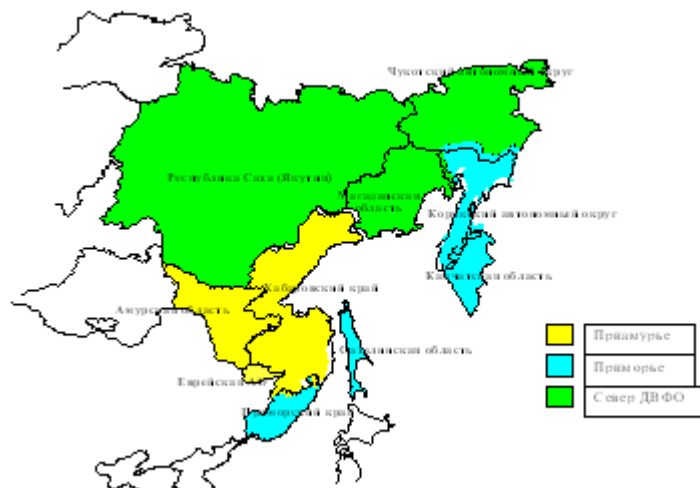 Чукотский автономный округ
Республика Саха (Якутия)
Магаданская
область
Корякский автономный округ
Камчатская область
Хабаровский край
Амурская область
Сахалинская область
Еврейская АО
Приморский край
Приамурье
Приморье
Север ДВФО